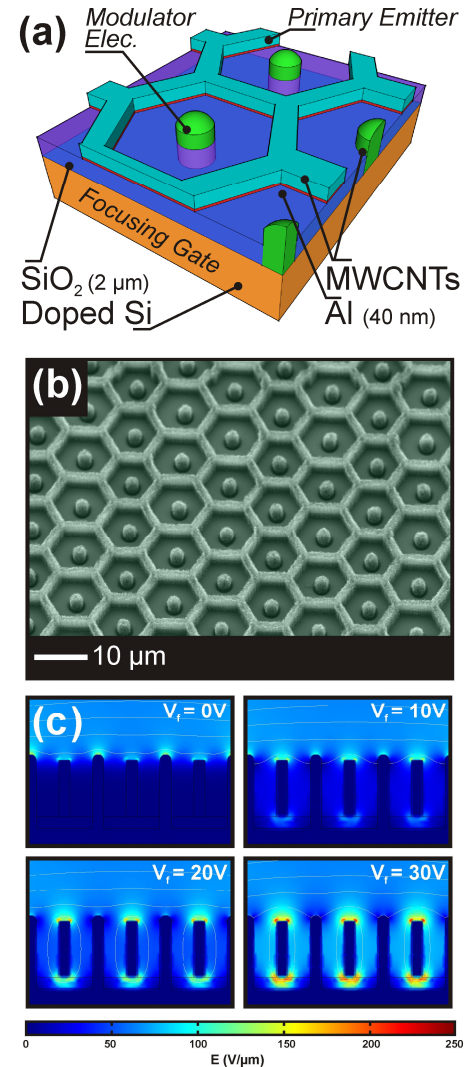 (a)
Modulator
Elec.
Primary Emitter
Focusing Gate
SiO₂ (2 µm)
MWCNTs
Doped Si
Al (40 nm)
(b)
10 µm
(c)
Vf = 0V
Vf = 10V
Vf = 20V
Vf = 30V
0 50 100 150 200 250
E (V/µm)